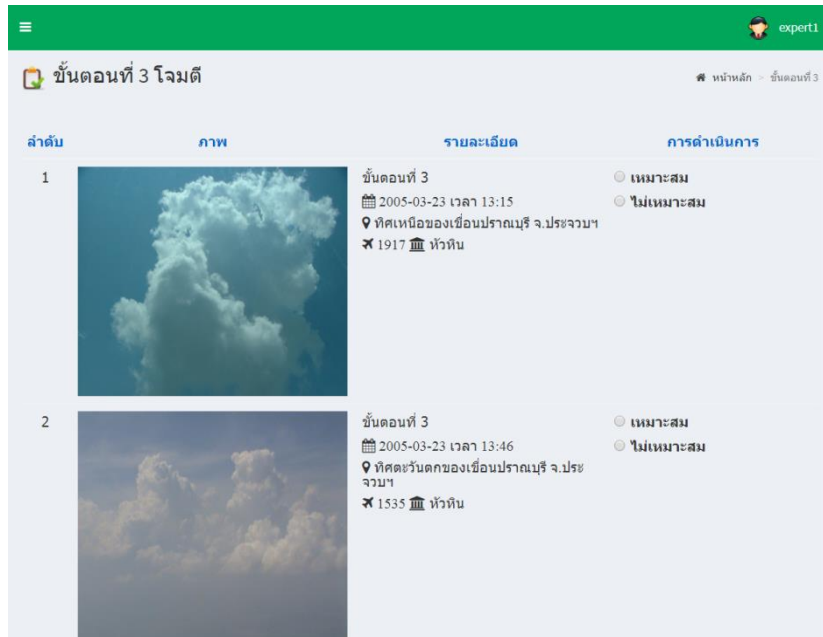 expert1
ขั้นตอนที่ 3 โจมตี
หน้าหลัก > ขั้นตอนที่ 3
ลำดับ ภาพ รายละเอียด การดำเนินการ
1 ขั้นตอนที่ 3 เหมาะสม
2005-03-23 เวลา 13:15 ไม่เหมาะสม
ทิศเหนือของเขื่อนปราณบุรี จ.ประจวบฯ
1917 หัวหิน
2 ขั้นตอนที่ 3 เหมาะสม
2005-03-23 เวลา 13:46 ไม่เหมาะสม
ทิศตะวันตกของเขื่อนปราณบุรี จ.ประ
จวบฯ
1535 หัวหิน